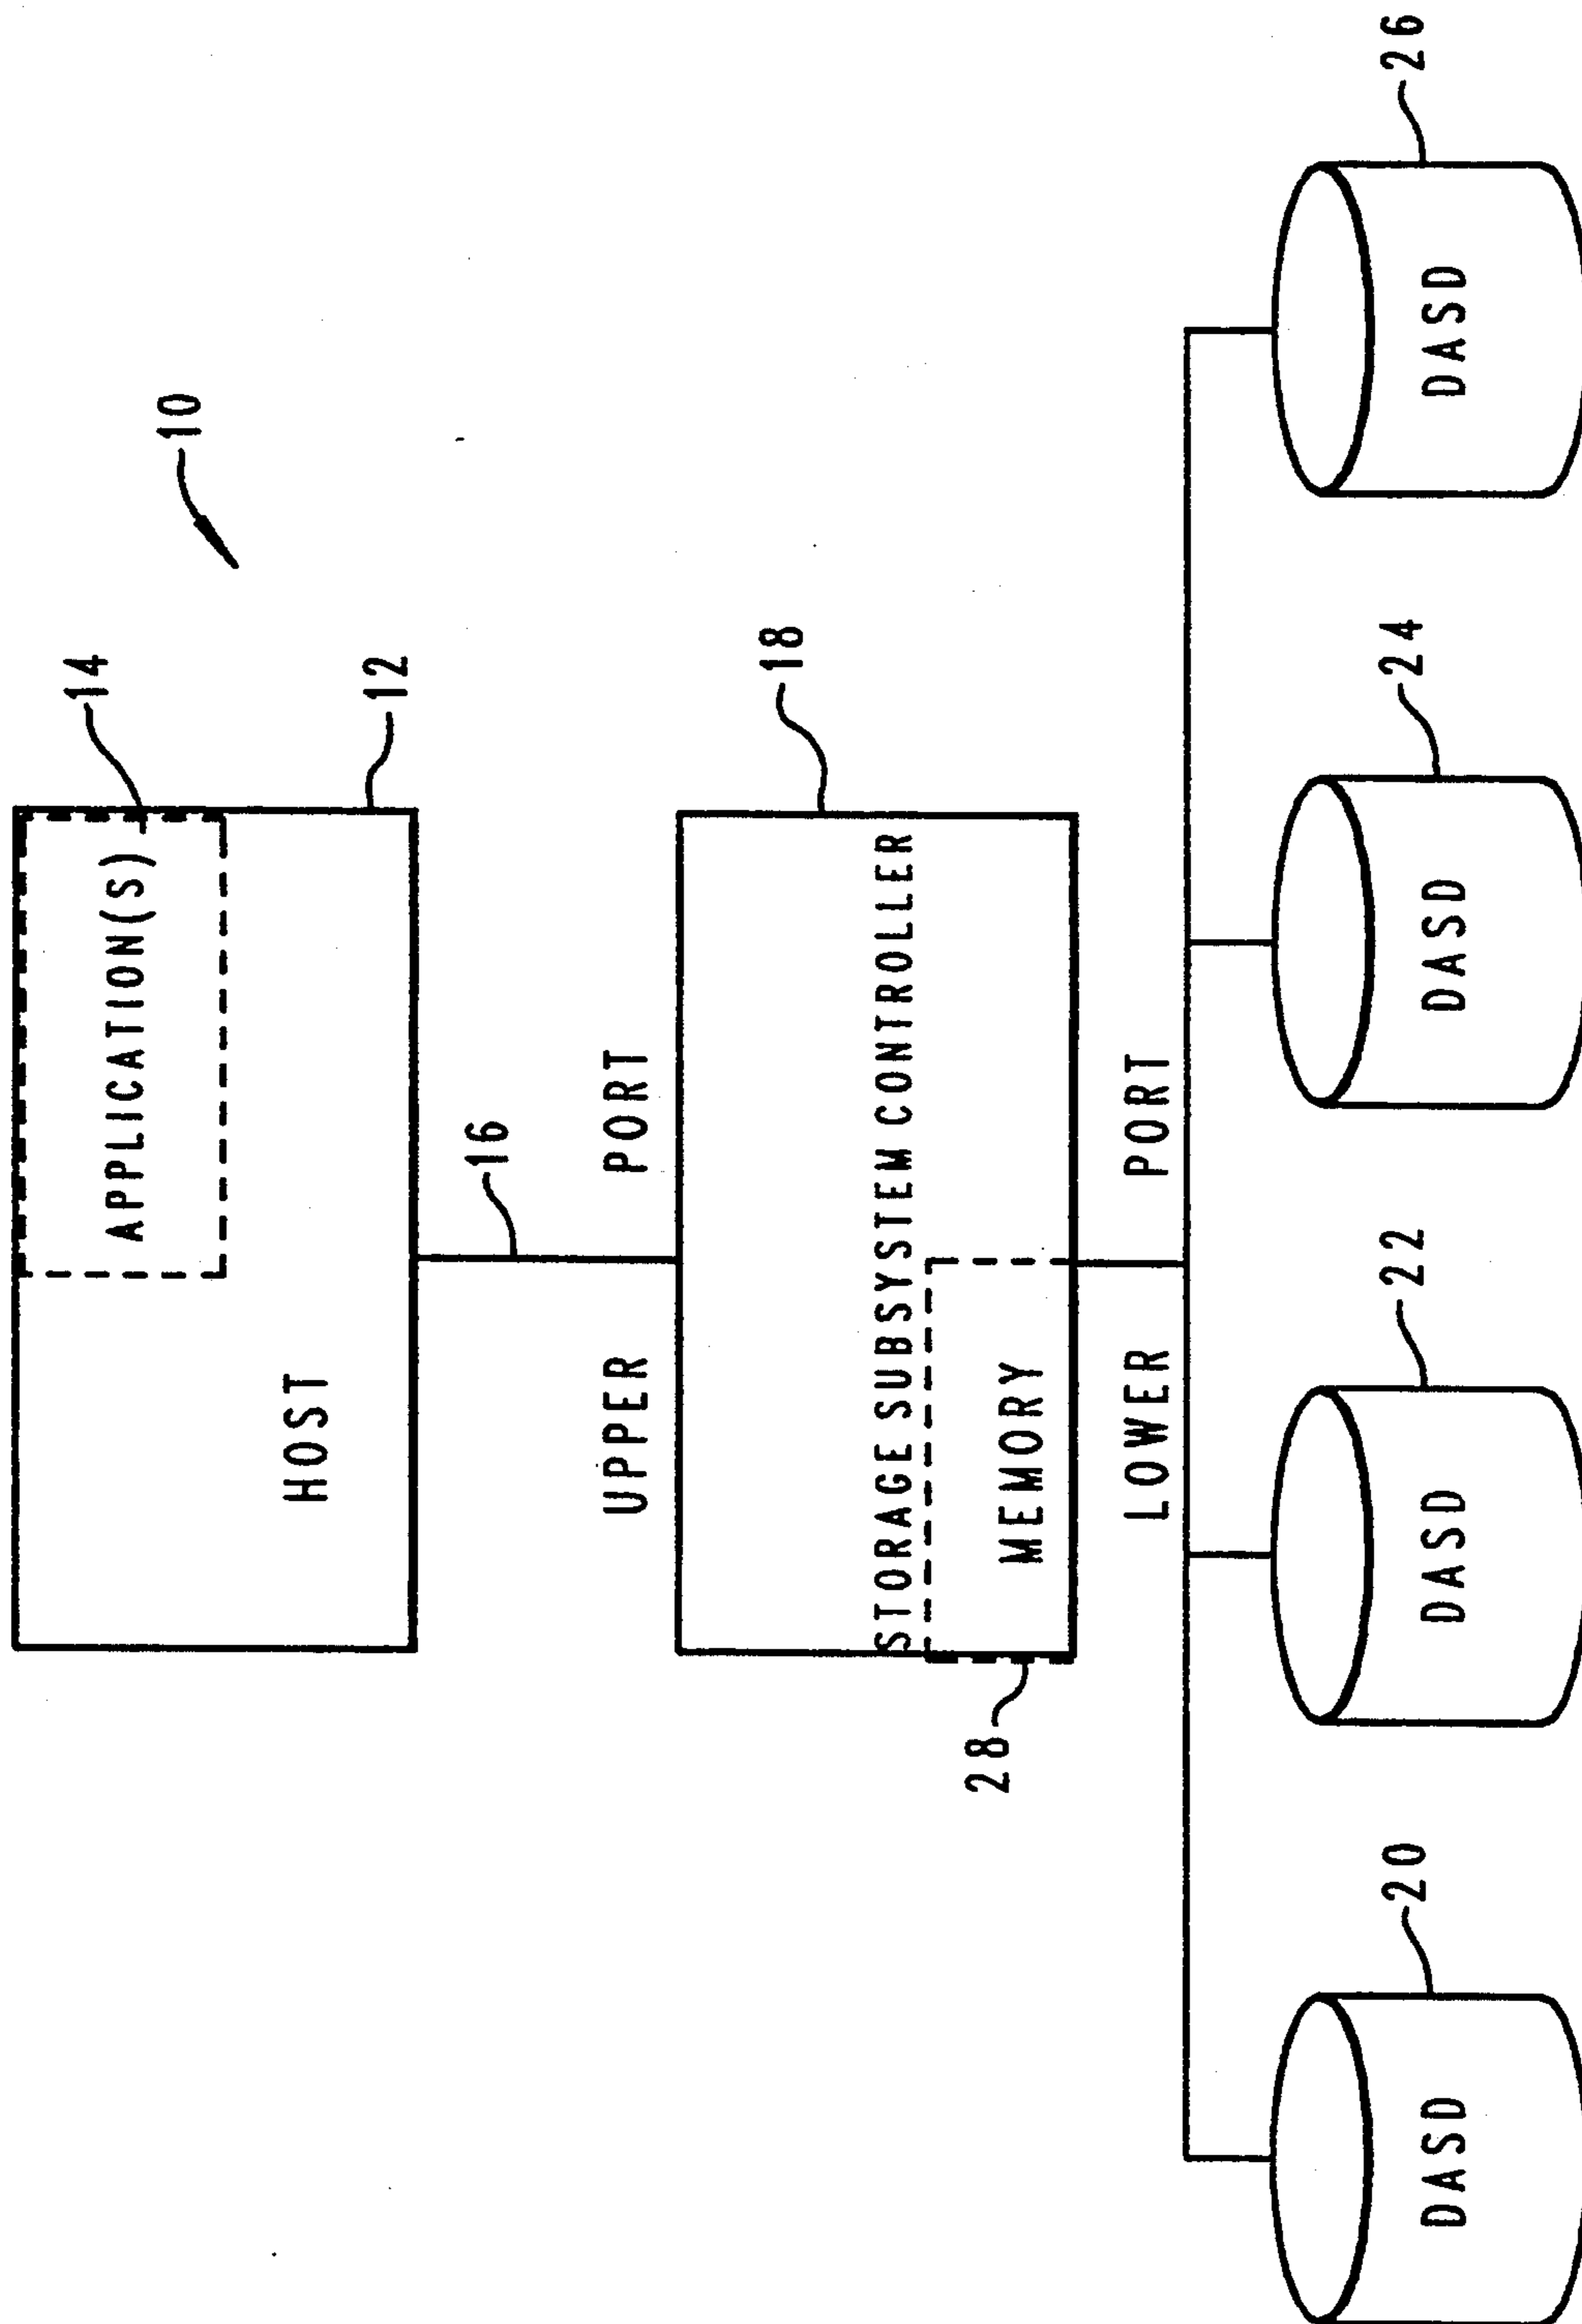 10
14
APPLICATION(S)
HOST
12
16
UPPER PORT
18
STORAGE SUBSYSTEM CONTROLLER
MEMORY
28
LOWER PORT
20
22
24
26
DASD
DASD
DASD
DASD